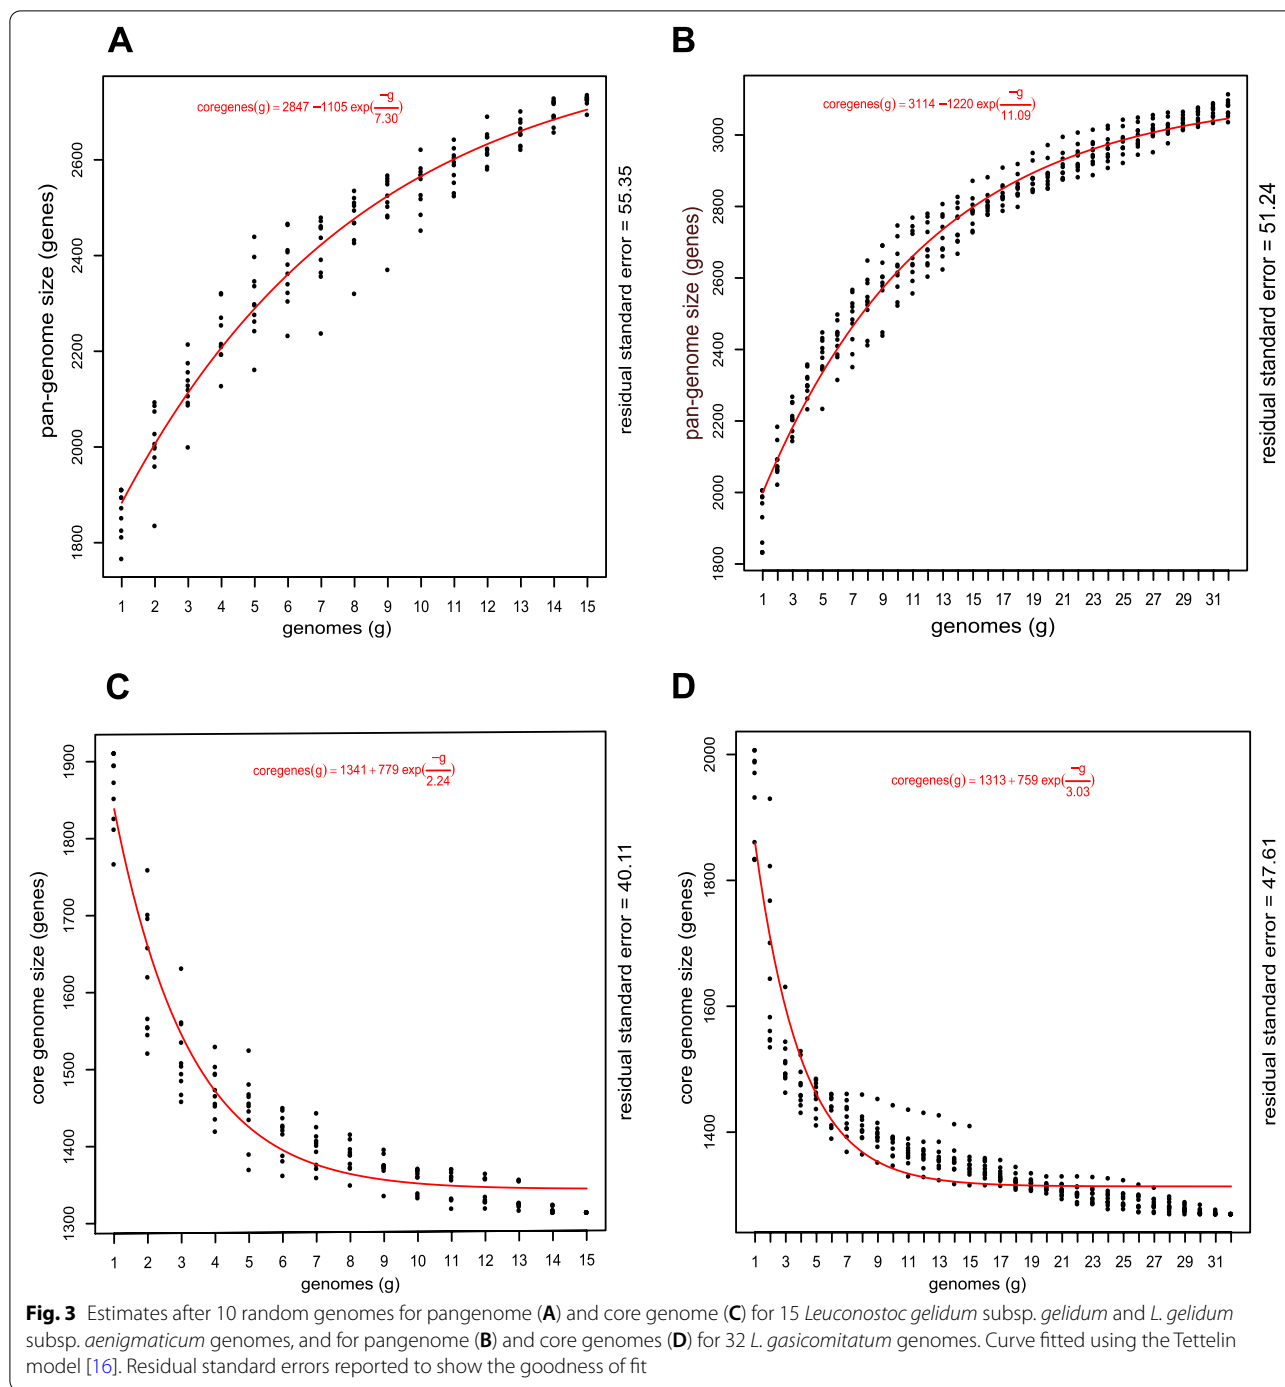 A
coregenes(g) = 2847 −1105 exp(−g/7.30)
pan-genome size (genes)
1800 2000 2200 2400 2600
1 2 3 4 5 6 7 8 9 10 11 12 13 14 15
genomes (g)
residual standard error = 55.35
B
coregenes(g) = 3114 −1220 exp(−g/11.09)
pan-genome size (genes)
1800 2000 2200 2400 2600 2800 3000
1 3 5 7 9 11 13 15 17 19 21 23 25 27 29 31
genomes (g)
residual standard error = 51.24
C
coregenes(g) = 1341 + 779 exp(−g/2.24)
core genome size (genes)
1300 1400 1500 1600 1700 1800 1900
1 2 3 4 5 6 7 8 9 10 11 12 13 14 15
genomes (g)
residual standard error = 40.11
D
coregenes(g) = 1313 + 759 exp(−g/3.03)
core genome size (genes)
1400 1600 1800 2000
1 3 5 7 9 11 13 15 17 19 21 23 25 27 29 31
genomes (g)
residual standard error = 47.61
Fig. 3 Estimates after 10 random genomes for pangenome (A) and core genome (C) for 15 Leuconostoc gelidum subsp. gelidum and L. gelidum
subsp. aenigmaticum genomes, and for pangenome (B) and core genomes (D) for 32 L. gasicomitatum genomes. Curve fitted using the Tettelin
model [16]. Residual standard errors reported to show the goodness of fit